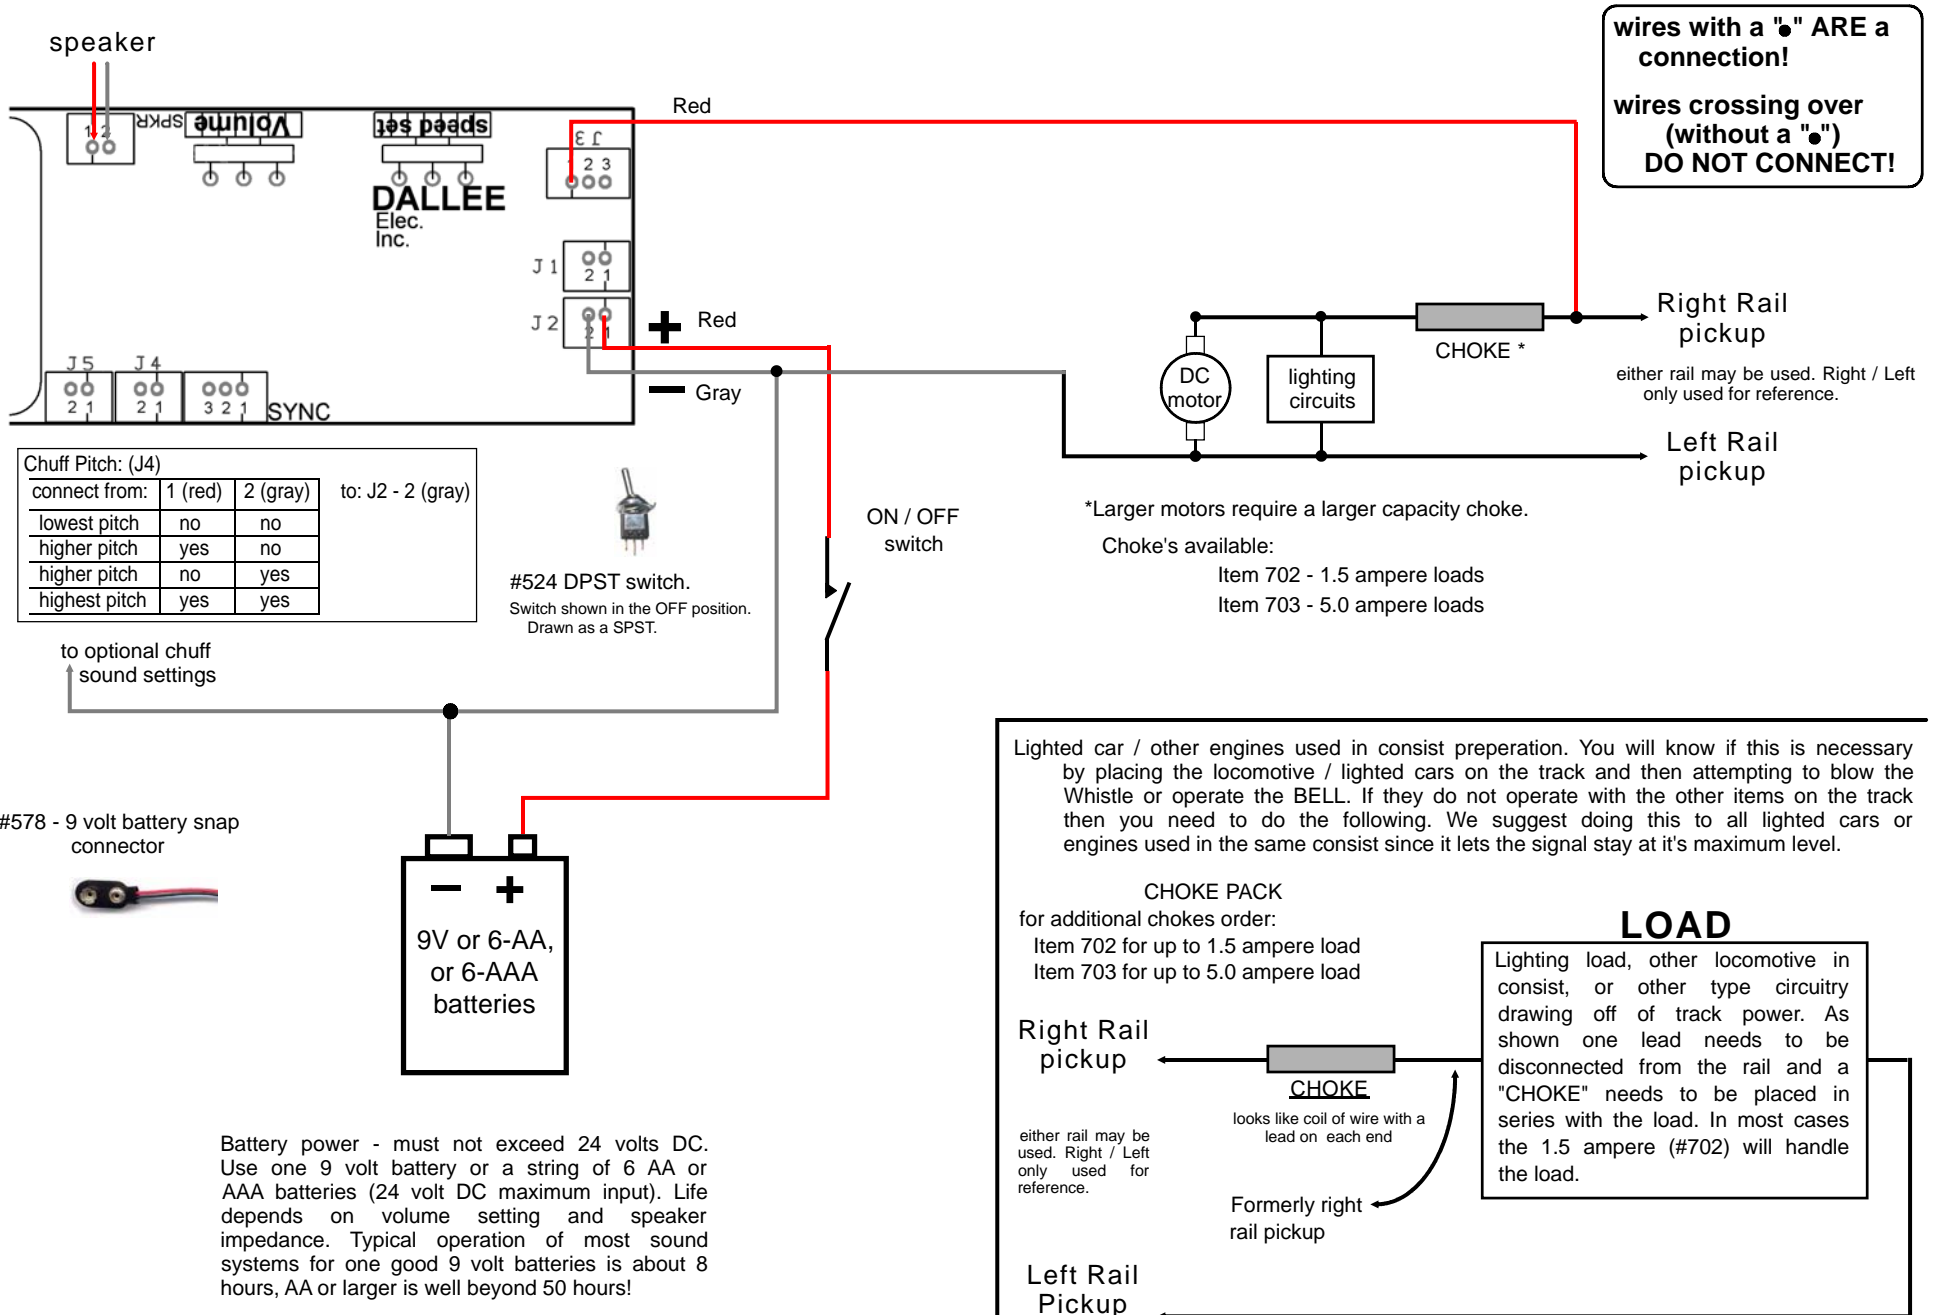 speaker
Red
wires with a "●" ARE a
connection!
wires crossing over
(without a "●")
DO NOT CONNECT!
1 2
SPKR
Volume
speed set
J3
1 2 3
DALLEE
Elec.
Inc.
J 1
2 1
J 2
2 1
+ Red
— Gray
J 5
2 1
J 4
2 1
3 2 1
SYNC
Right Rail
pickup
CHOKE *
DC
motor
lighting
circuits
either rail may be used. Right / Left
only used for reference.
Left Rail
pickup
Chuff Pitch: (J4)
connect from: 1 (red) 2 (gray) to: J2 - 2 (gray)
lowest pitch no no
higher pitch yes no
higher pitch no yes
highest pitch yes yes
#524 DPST switch.
Switch shown in the OFF position.
Drawn as a SPST.
ON / OFF
switch
*Larger motors require a larger capacity choke.
Choke's available:
Item 702 - 1.5 ampere loads
Item 703 - 5.0 ampere loads
to optional chuff
sound settings
#578 - 9 volt battery snap
connector
— +
9V or 6-AA,
or 6-AAA
batteries
Battery power - must not exceed 24 volts DC.
Use one 9 volt battery or a string of 6 AA or
AAA batteries (24 volt DC maximum input). Life
depends on volume setting and speaker
impedance. Typical operation of most sound
systems for one good 9 volt batteries is about 8
hours, AA or larger is well beyond 50 hours!
Lighted car / other engines used in consist preperation. You will know if this is necessary
by placing the locomotive / lighted cars on the track and then attempting to blow the
Whistle or operate the BELL. If they do not operate with the other items on the track
then you need to do the following. We suggest doing this to all lighted cars or
engines used in the same consist since it lets the signal stay at it's maximum level.
CHOKE PACK
for additional chokes order:
Item 702 for up to 1.5 ampere load
Item 703 for up to 5.0 ampere load
LOAD
Lighting load, other locomotive in
consist, or other type circuitry
drawing off of track power. As
shown one lead needs to be
disconnected from the rail and a
"CHOKE" needs to be placed in
series with the load. In most cases
the 1.5 ampere (#702) will handle
the load.
Right Rail
pickup
CHOKE
looks like coil of wire with a
lead on each end
either rail may be
used. Right / Left
only used for
reference.
Formerly right
rail pickup
Left Rail
Pickup